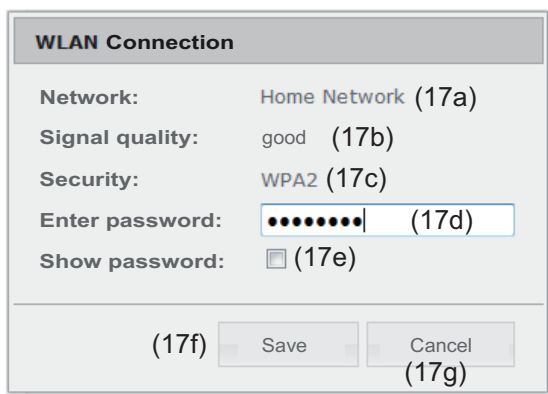 WLAN Connection
Network: Home Network (17a)
Signal quality: good (17b)
Security: WPA2 (17c)
Enter password: ●●●●●●●● (17d)
Show password: (17e)
(17f) Save Cancel
(17g)